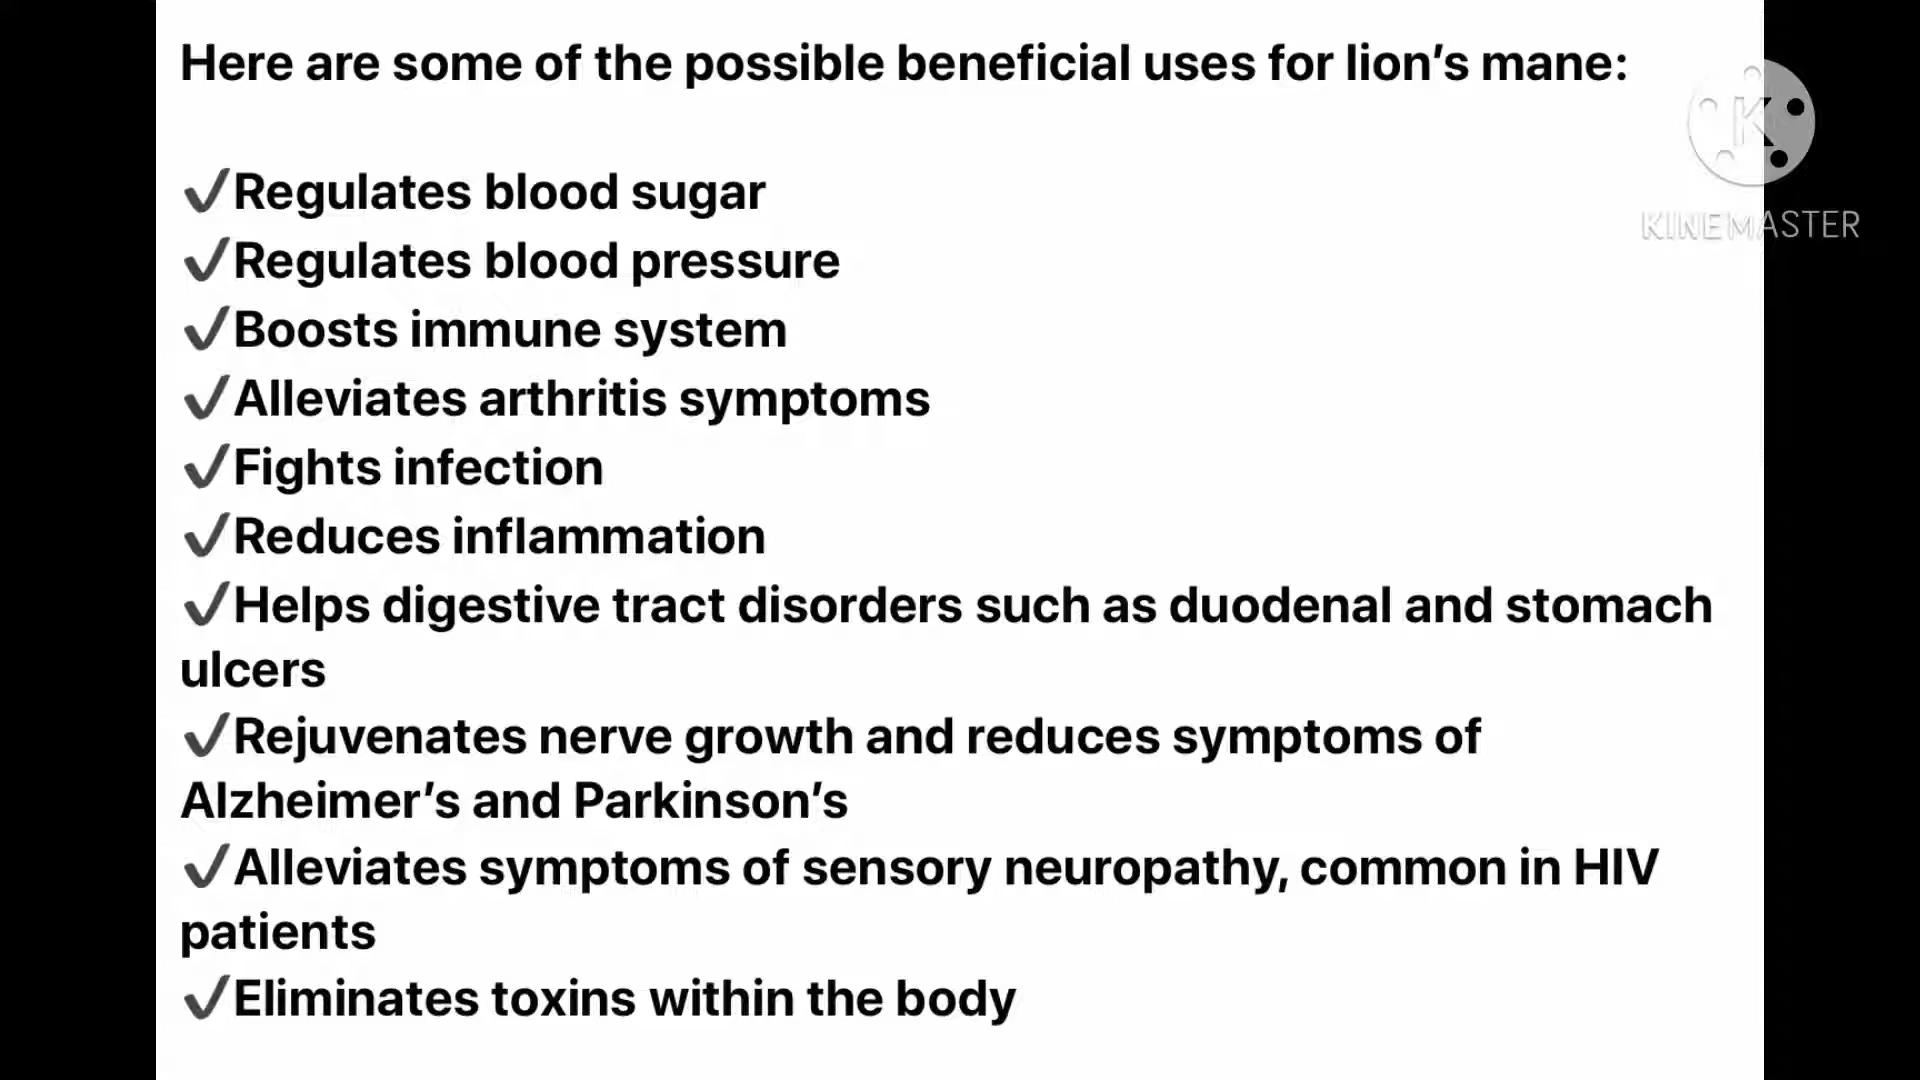 Here are some of the possible beneficial uses for lion’s mane:
K
KINEMASTER
✔Regulates blood sugar
✔Regulates blood pressure
✔Boosts immune system
✔Alleviates arthritis symptoms
✔Fights infection
✔Reduces inflammation
✔Helps digestive tract disorders such as duodenal and stomach
ulcers
✔Rejuvenates nerve growth and reduces symptoms of
Alzheimer’s and Parkinson’s
✔Alleviates symptoms of sensory neuropathy, common in HIV
patients
✔Eliminates toxins within the body